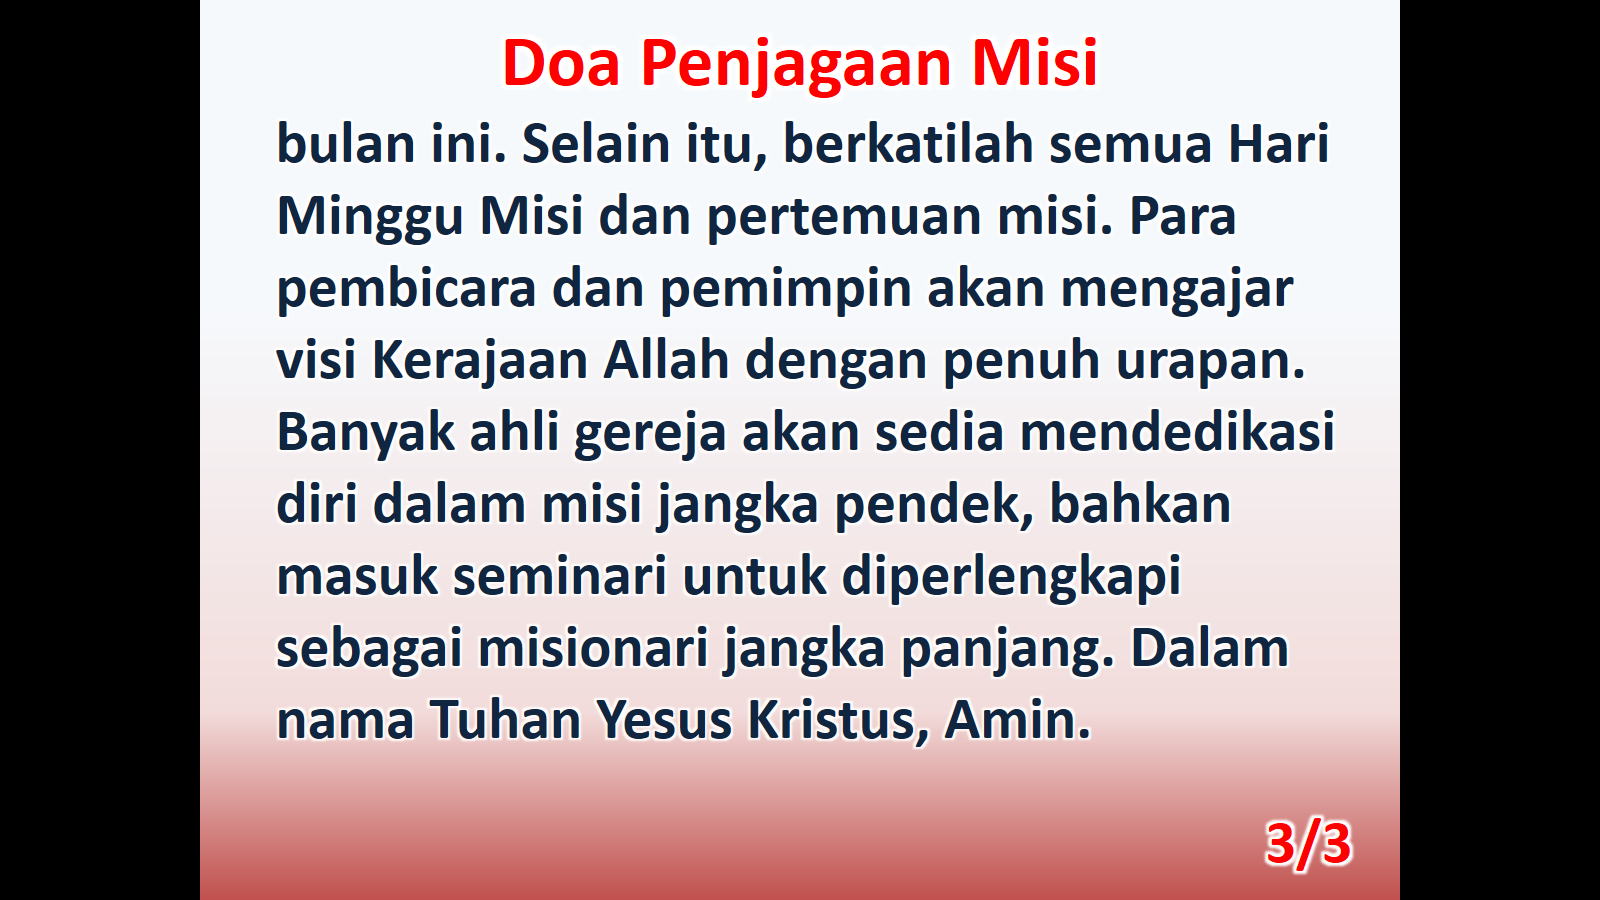 Doa Penjagaan Misi
bulan ini. Selain itu, berkatilah semua Hari
Minggu Misi dan pertemuan misi. Para
pembicara dan pemimpin akan mengajar
visi Kerajaan Allah dengan penuh urapan.
Banyak ahli gereja akan sedia mendedikasi
diri dalam misi jangka pendek, bahkan
masuk seminari untuk diperlengkapi
sebagai misionari jangka panjang. Dalam
nama Tuhan Yesus Kristus, Amin.
3/3